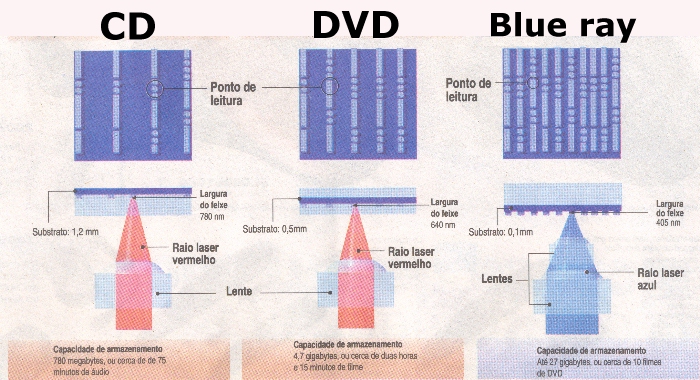 CD
DVD
Blue ray
Ponto de
leitura
Ponto de
leitura
Largura
do feixe
780 nm
Substrato: 1,2 mm
Raio laser
vermelho
Largura
do feixe
640 nm
Substrato: 0,5mm
Raio laser
vermelho
Lente
Largura
do feixe
405 nm
Substrato: 0,1mm
Lentes
Raio laser
azul
Capacidade de armazenamento
780 megabytes, ou cerca de de 75
minutos de áudio
Capacidade de armazenamento
4,7 gigabytes, ou cerca de duas horas
e 15 minutos de filme
Capacidade de armazenamento
Até 27 gigabytes, ou cerca de 10 filmes
de DVD